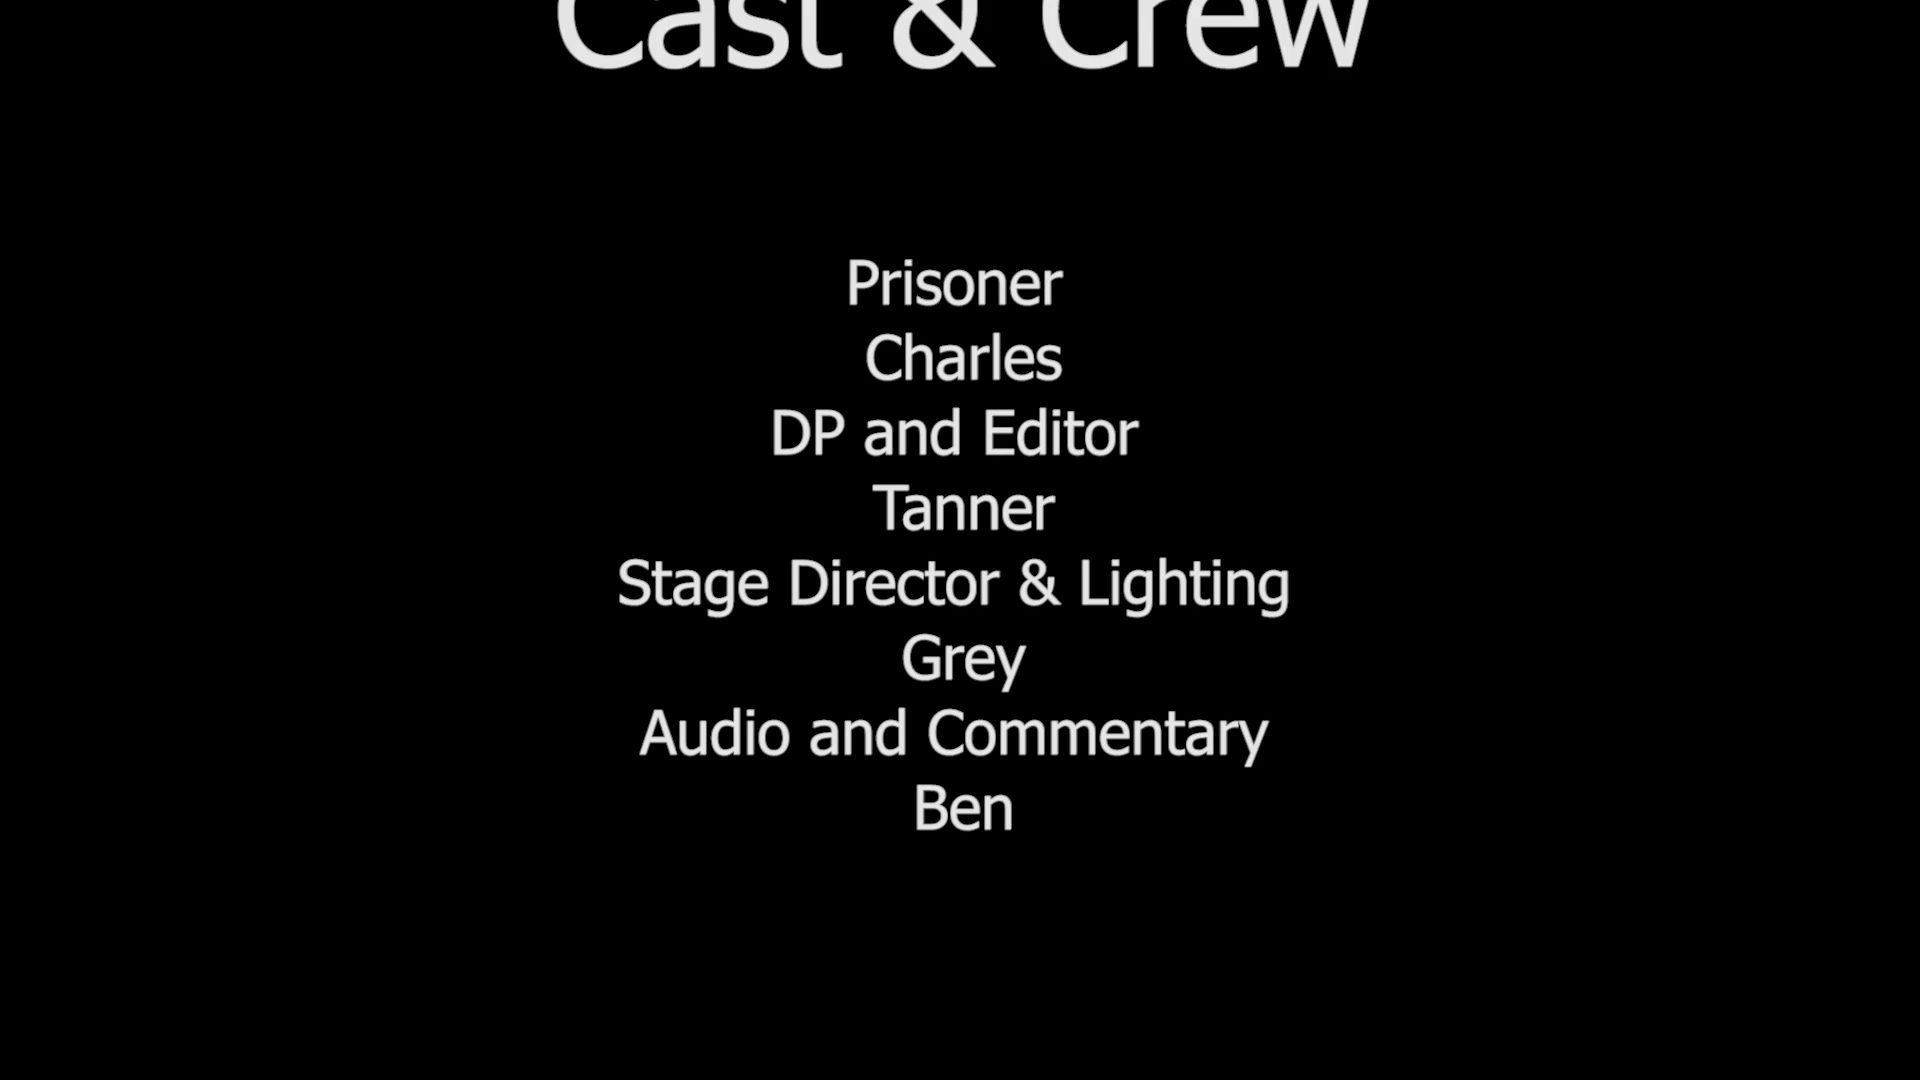 Cast & Crew
Prisoner
Charles
DP and Editor
Tanner
Stage Director & Lighting
Grey
Audio and Commentary
Ben